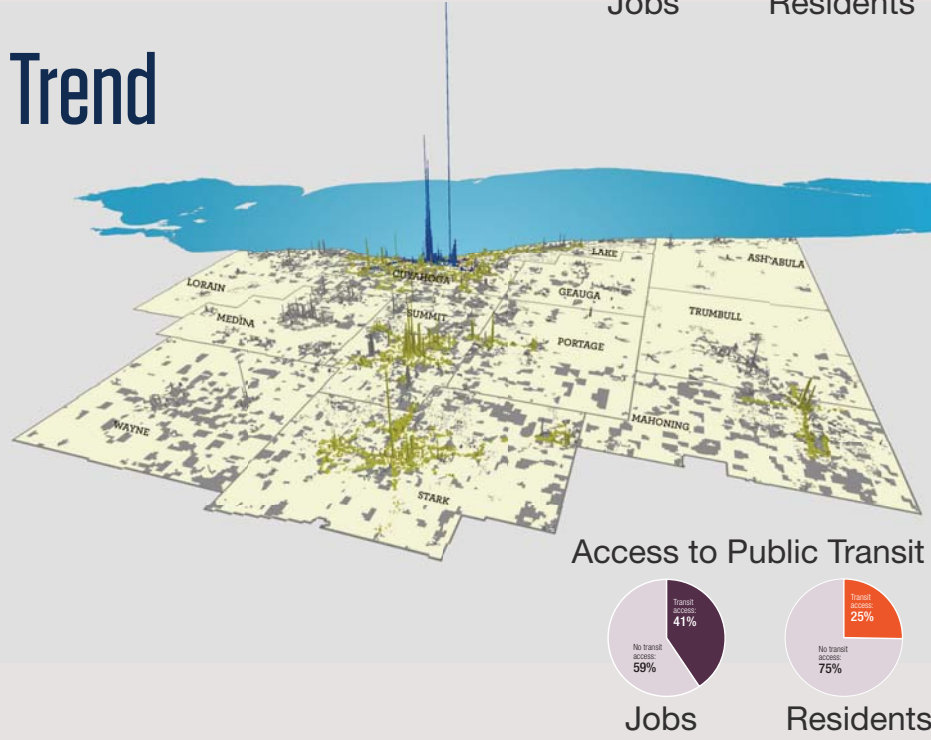 Jobs Residents
Trend
LAKE
ASHTABULA
CUYAHOGA
LORAIN
GEAUGA
MEDINA
SUMMIT
TRUMBULL
PORTAGE
WAYNE
MAHONING
STARK
Access to Public Transit
Transit
access:
41%
No transit
access:
59%
Transit
access:
25%
No transit
access:
75%
Jobs Residents